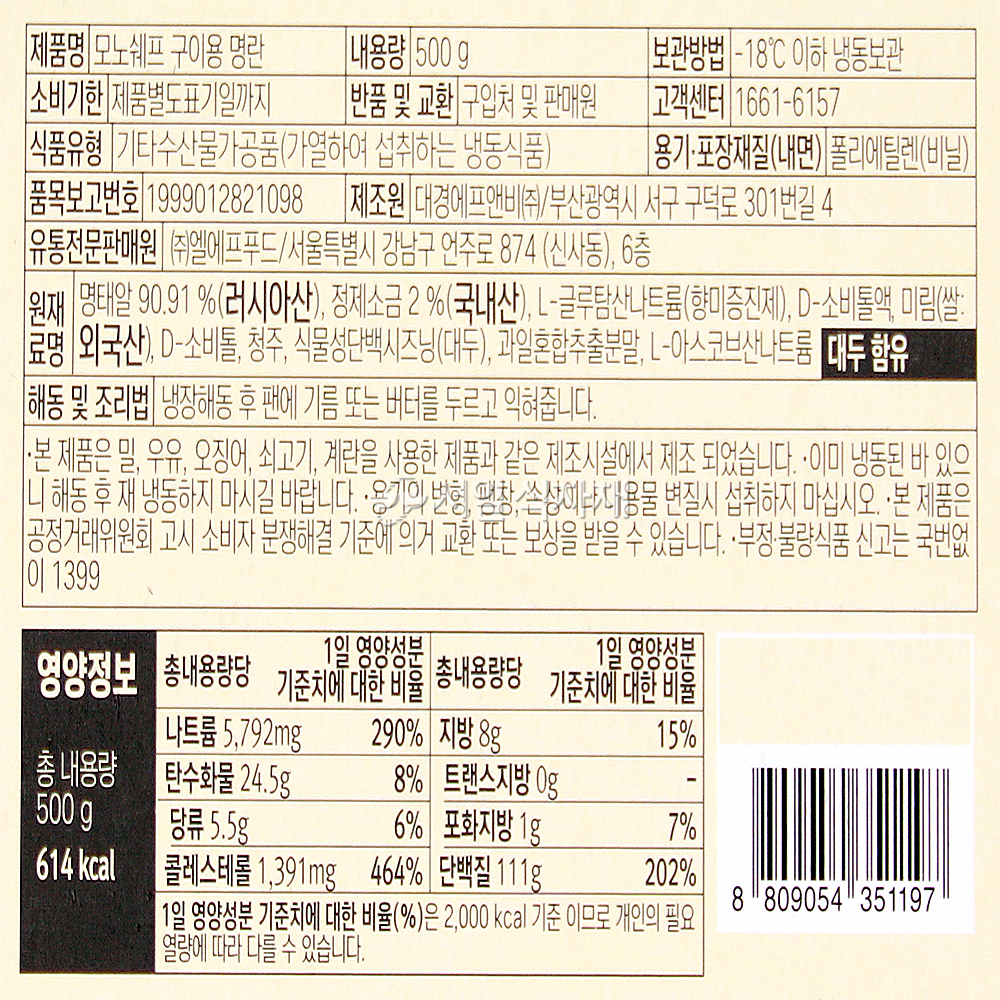 제품명 모노쉐프 구이용 명란 내용량 500 g 보관방법 -18℃ 이하 냉동보관
소비기한 제품별도표기일까지 반품 및 교환 구입처 및 판매원 고객센터 1661-6157
식품유형 기타수산물가공품(가열하여 섭취하는 냉동식품) 용기·포장재질(내면) 폴리에틸렌(비닐)
품목보고번호 1999012821098 제조원 대경에프앤비㈜/부산광역시 서구 구덕로 301번길 4
유통전문판매원 ㈜엘에프푸드/서울특별시 강남구 언주로 874 (신사동), 6층
원재 명태알 90.91 %(러시아산), 정제소금 2 %(국내산), L-글루탐산나트륨(향미증진제), D-소비톨액, 미림(쌀:
료명 외국산), D-소비톨, 청주, 식물성단백시즈닝(대두), 과일혼합추출분말, L-아스코브산나트륨 대두 함유
해동 및 조리법 냉장해동 후 팬에 기름 또는 버터를 두르고 익혀줍니다.
·본 제품은 밀, 우유, 오징어, 쇠고기, 계란을 사용한 제품과 같은 제조시설에서 제조 되었습니다. ·이미 냉동된 바 있으
니 해동 후 재 냉동하지 마시길 바랍니다. 변형, 팽창, 손상에 내용물 변질시 섭취하지 마십시오. ·본 제품은
공정거래위원회 고시 소비자 분쟁해결 기준에 의거 교환 또는 보상을 받을 수 있습니다. ·부정·불량식품 신고는 국번없
이 1399
영양정보
총 내용량
500 g
614 kcal
총내용량당 1일 영양성분 기준치에 대한 비율 총내용량당 1일 영양성분 기준치에 대한 비율
나트륨 5,792mg 290% 지방 8g 15%
탄수화물 24.5g 8% 트랜스지방 0g -
당류 5.5g 6% 포화지방 1g 7%
콜레스테롤 1,391mg 464% 단백질 111g 202%
1일 영양성분 기준치에 대한 비율(%)은 2,000 kcal 기준 이므로 개인의 필요
열량에 따라 다를 수 있습니다.
8 809054 351197